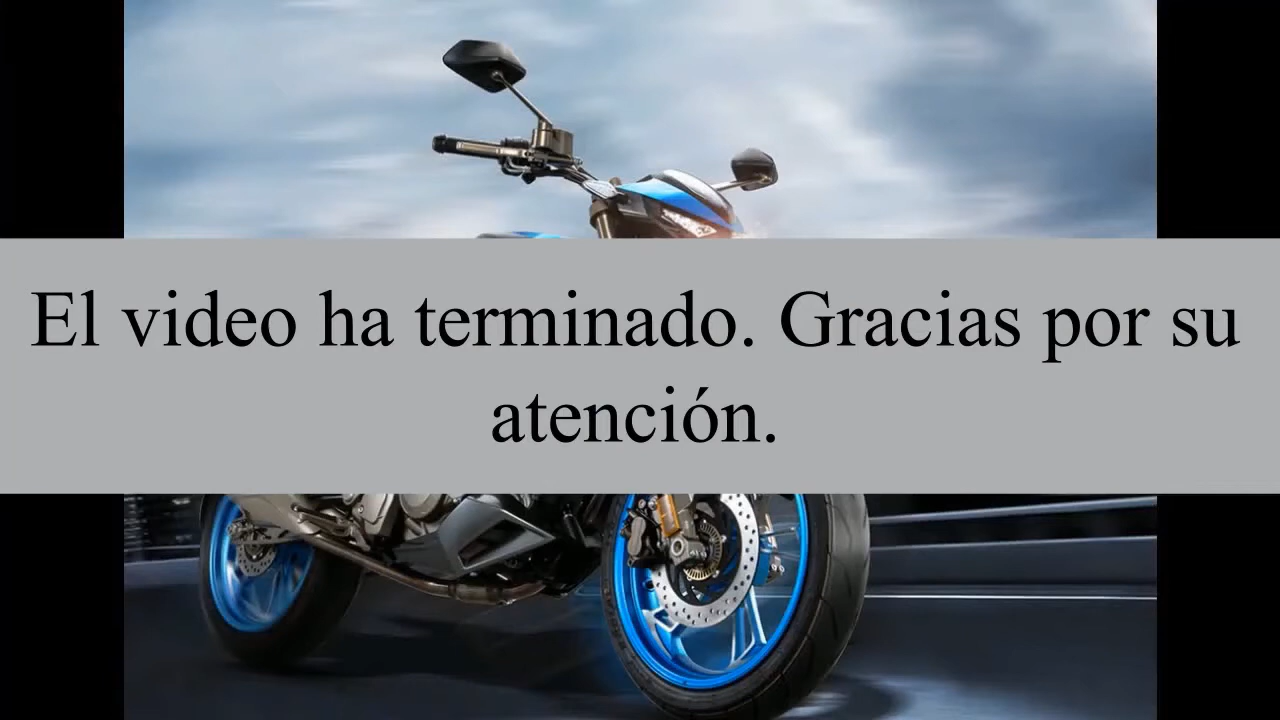 El video ha terminado. Gracias por su
atención.